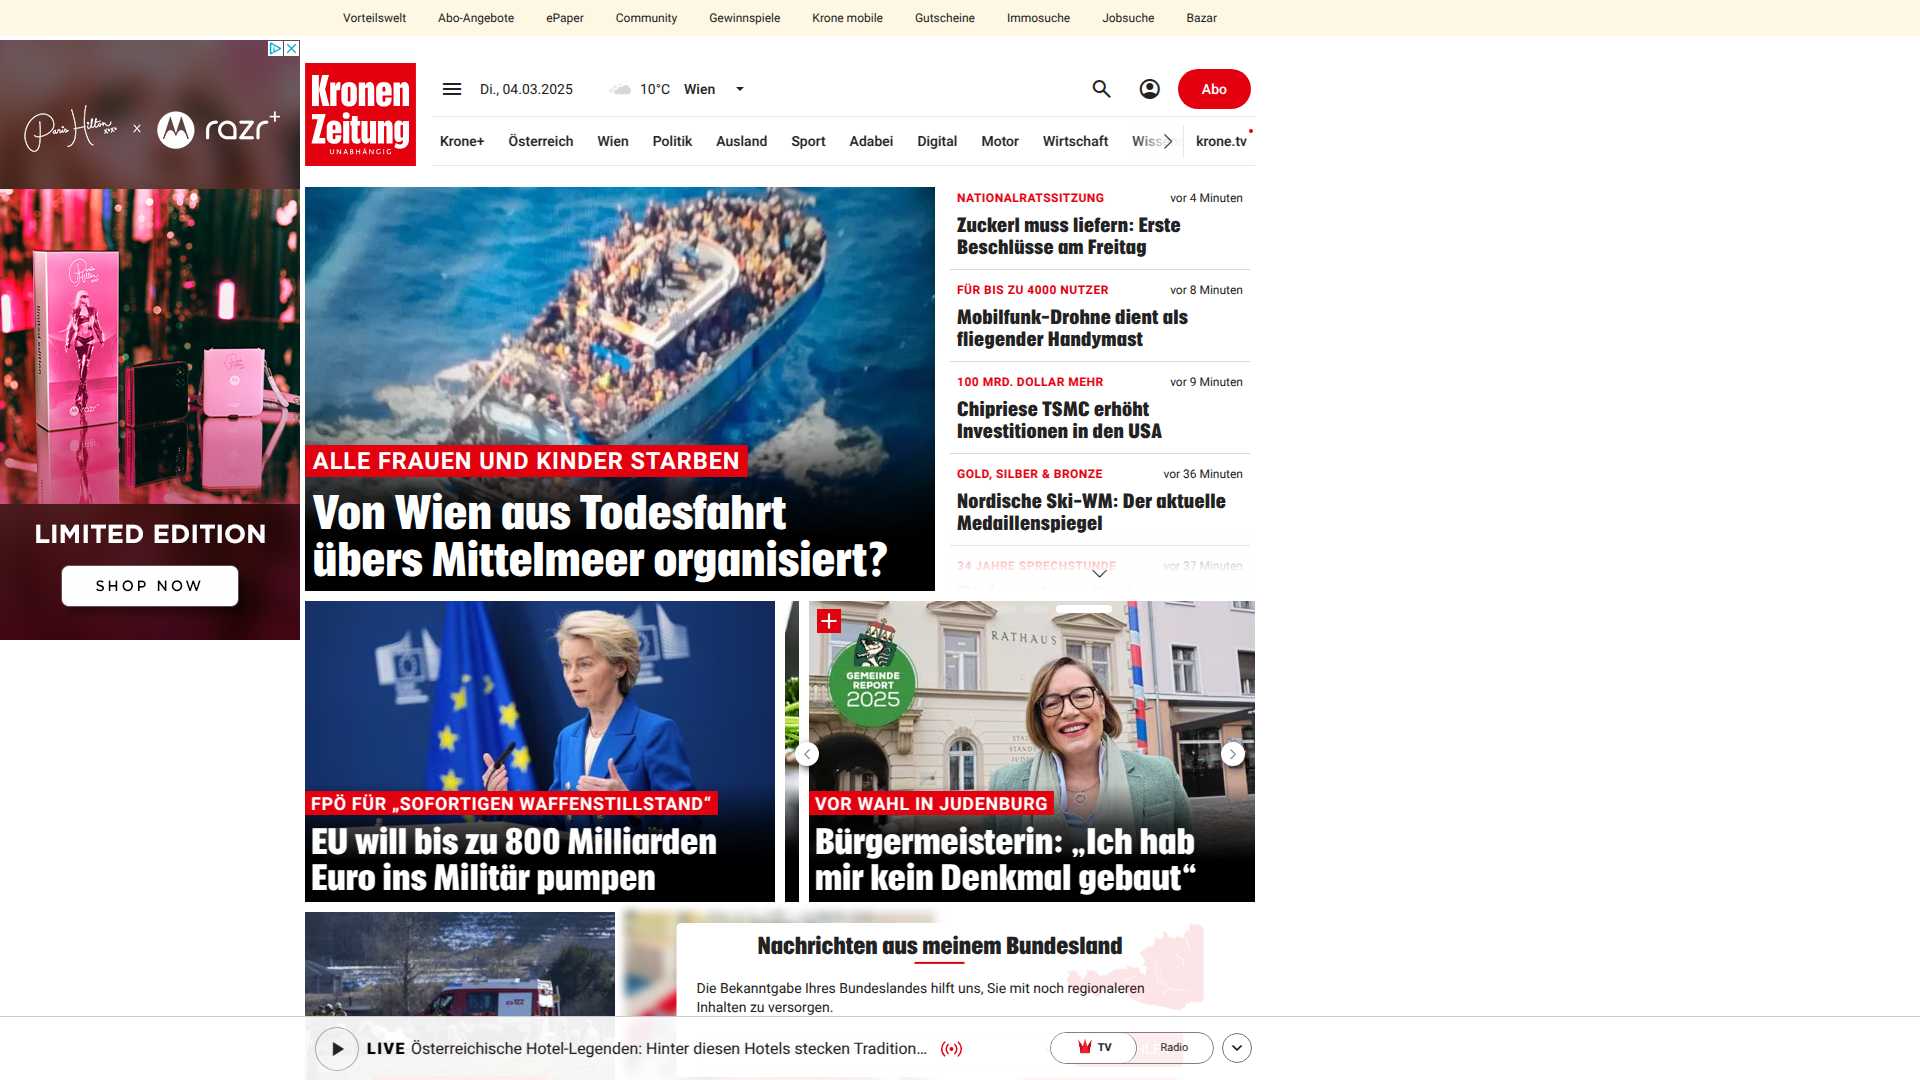 Vorteilswelt Abo-Angebote ePaper Community Gewinnspiele Krone mobile Gutscheine Immosuche Jobsuche Bazar
Paris Hilton x razr+
LIMITED EDITION
SHOP NOW
Kronen
Zeitung
UNABHÄNGIG
Di., 04.03.2025 10°C Wien
Abo
Krone+ Österreich Wien Politik Ausland Sport Adabei Digital Motor Wirtschaft krone.tv
ALLE FRAUEN UND KINDER STARBEN
Von Wien aus Todesfahrt
übers Mittelmeer organisiert?
NATIONALRATSSITZUNG vor 4 Minuten
Zuckerl muss liefern: Erste
Beschlüsse am Freitag
FÜR BIS ZU 4000 NUTZER vor 8 Minuten
Mobilfunk-Drohne dient als
fliegender Handymast
100 MRD. DOLLAR MEHR vor 9 Minuten
Chipriese TSMC erhöht
Investitionen in den USA
GOLD, SILBER & BRONZE vor 36 Minuten
Nordische Ski-WM: Der aktuelle
Medaillenspiegel
34 JAHRE SPRECHSTUNDE vor 37 Minuten
FPÖ FÜR „SOFORTIGEN WAFFENSTILLSTAND“
EU will bis zu 800 Milliarden
Euro ins Militär pumpen
RATHAUS
GEMEINDE
REPORT
2025
VOR WAHL IN JUDENBURG
Bürgermeisterin: „Ich hab
mir kein Denkmal gebaut“
Nachrichten aus meinem Bundesland
Die Bekanntgabe Ihres Bundeslandes hilft uns, Sie mit noch regionaleren
Inhalten zu versorgen.
LIVE Österreichische Hotel-Legenden: Hinter diesen Hotels stecken Tradition...
TV Radio